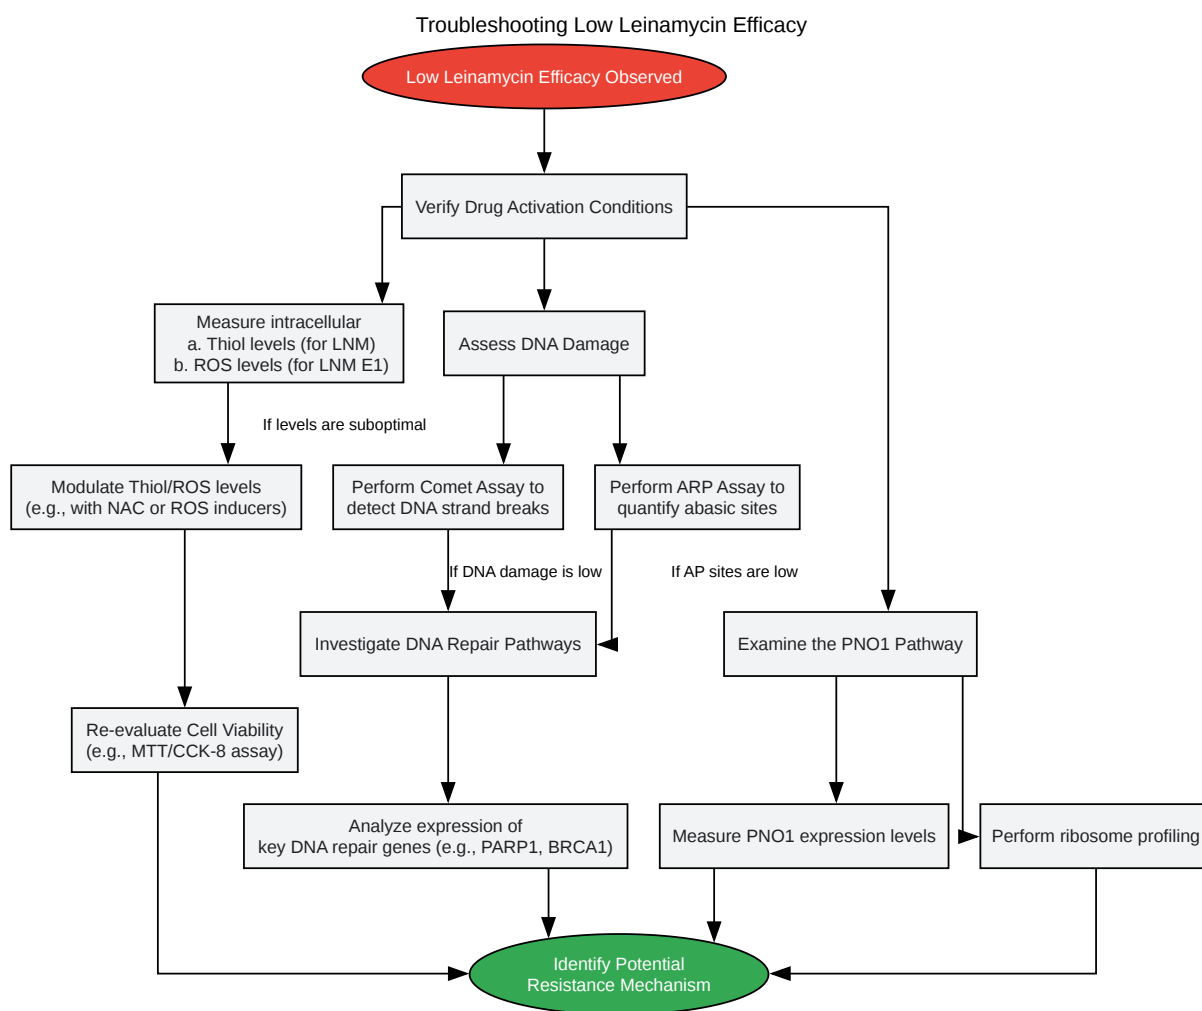 Troubleshooting Low Leinamycin Efficacy
Low Leinamycin Efficacy Observed
Verify Drug Activation Conditions
Measure intracellular
a. Thiol levels (for LNM)
b. ROS levels (for LNM E1)
Assess DNA Damage
If levels are suboptimal
Modulate Thiol/ROS levels
(e.g., with NAC or ROS inducers)
Perform Comet Assay to
detect DNA strand breaks
Perform ARP Assay to
quantify abasic sites
If DNA damage is low
If AP sites are low
Investigate DNA Repair Pathways
Examine the PNO1 Pathway
Re-evaluate Cell Viability
(e.g., MTT/CCK-8 assay)
Analyze expression of
key DNA repair genes (e.g., PARP1, BRCA1)
Measure PNO1 expression levels
Perform ribosome profiling
Identify Potential
Resistance Mechanism